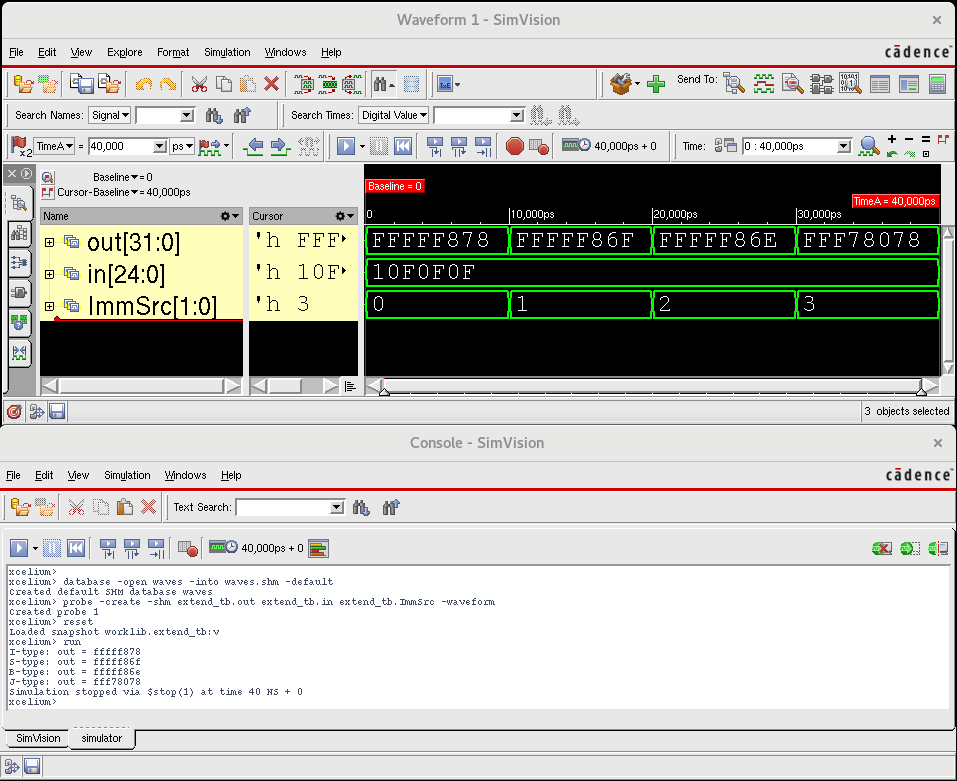 Waveform 1 - SimVision
File Edit View Explore Format Simulation Windows Help
cādence
Send To:
Search Names: Signal Search Times: Digital Value
TimeA = 40,000 ps 40,000ps + 0 Time: 0 : 40,000ps
Baseline = 0
Cursor-Baseline = 40,000ps
Baseline = 0
TimeA = 40,000ps
Name Cursor 0 10,000ps 20,000ps 30,000ps
out[31:0] 'h FFF FFFFF878 FFFFF86F FFFFF86E FFF78078
in[24:0] 'h 10F 10F0F0F
ImmSrc[1:0] 'h 3 0 1 2 3
3 objects selected
Console - SimVision
File Edit View Simulation Windows Help
cādence
Text Search:
40,000ps + 0
xcelium>
xcelium> database -open waves -into waves.shm -default
Created default SHM database waves
xcelium> probe -create -shm extend_tb.out extend_tb.in extend_tb.ImmSrc -waveform
Created probe 1
xcelium> reset
Loaded snapshot worklib.extend_tb:v
xcelium> run
I-type: out = fffff878
S-type: out = fffff86f
B-type: out = fffff86e
J-type: out = fff78078
Simulation stopped via $stop(1) at time 40 NS + 0
xcelium>
SimVision simulator